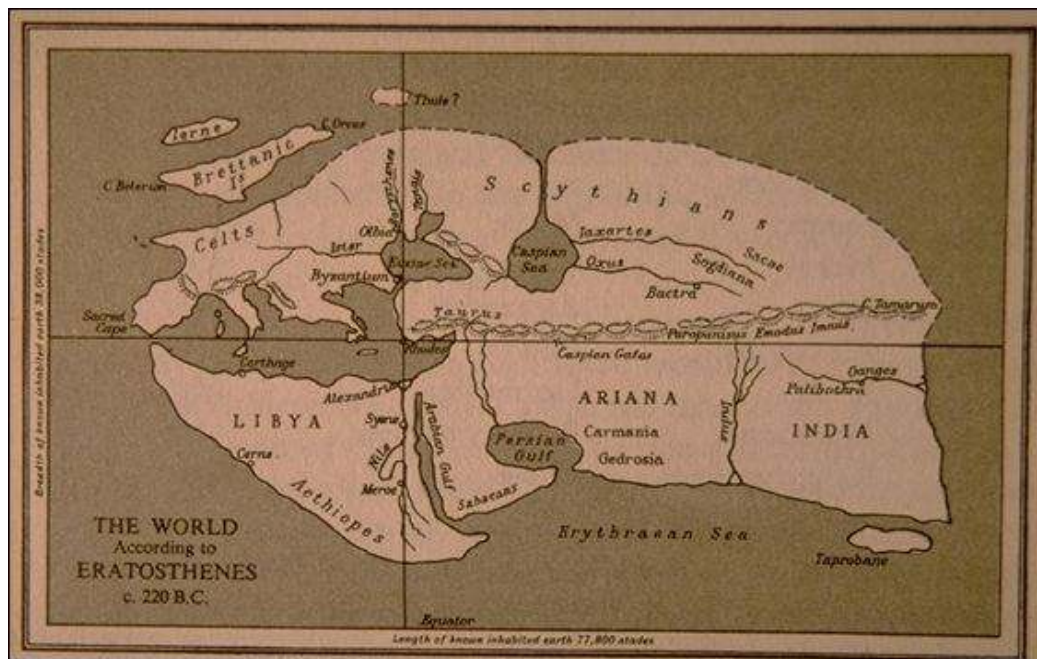 Thule ?
Ierne
C. Orcus
Brettanic
Is
C. Belerium
Borysthenes
Tanais
Scythians
Celts
Olbia
Ister
Euxine Sea
Caspian
Sea
Iaxartes
Sacae
Sogdiana
Oxus
Bactra
Byzantium
Sacred
Cape
Taurus
C. Tamarum
Paropanisus Emodus Imaus
Rhodes
Caspian Gates
Carthage
Alexandria
Ganges
Palibothra
LIBYA
Syene
Arabian Gulf
ARIANA
INDIA
Indus
Persian
Gulf
Carmania
Gedrosia
Cerne
Nile
Meroe
Sabaeans
Aethiopes
Erythraean Sea
Taprobane
THE WORLD
According to
ERATOSTHENES
c. 220 B.C.
Equator
Breadth of known inhabited earth 38,000 stades
Length of known inhabited earth 77,800 stades